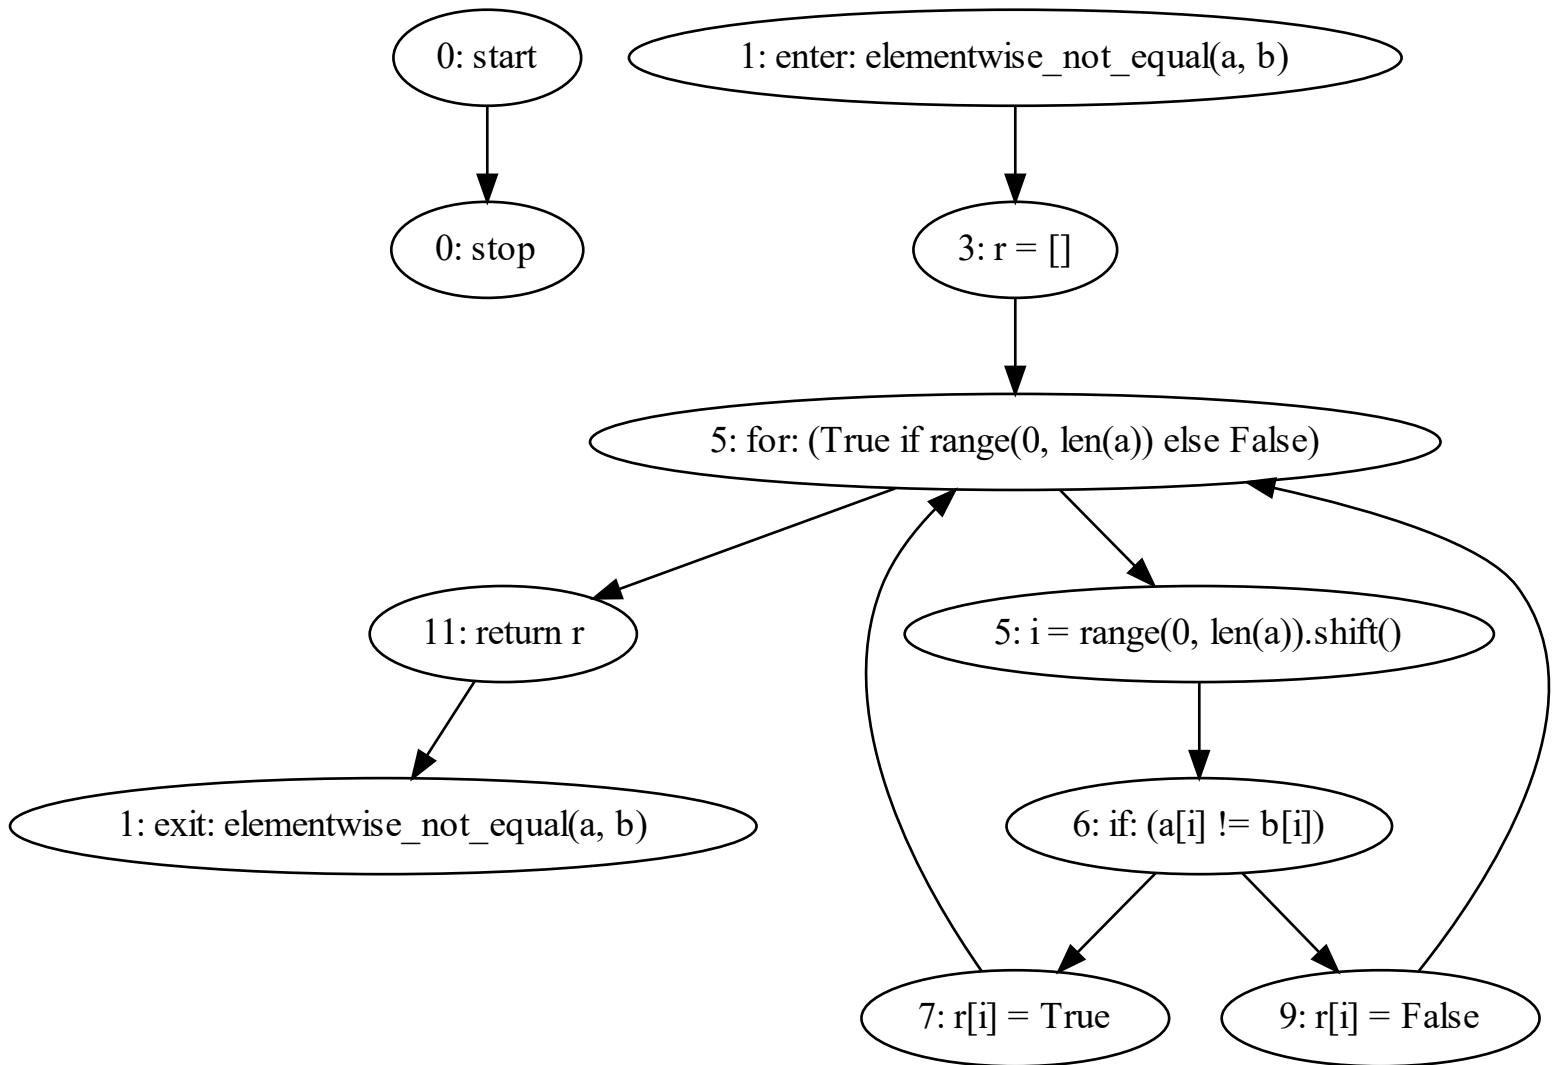 0: start
1: enter: elementwise_not_equal(a, b)
0: stop
3: r = []
5: for: (True if range(0, len(a)) else False)
11: return r
5: i = range(0, len(a)).shift()
1: exit: elementwise_not_equal(a, b)
6: if: (a[i] != b[i])
7: r[i] = True
9: r[i] = False